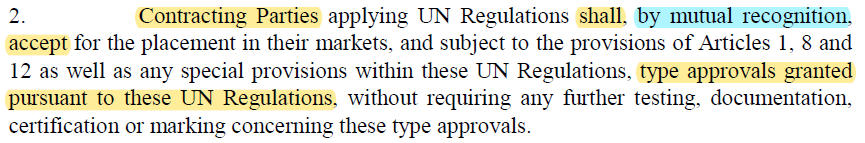 2. Contracting Parties applying UN Regulations shall, by mutual recognition,
accept for the placement in their markets, and subject to the provisions of Articles 1, 8 and
12 as well as any special provisions within these UN Regulations, type approvals granted
pursuant to these UN Regulations, without requiring any further testing, documentation,
certification or marking concerning these type approvals.